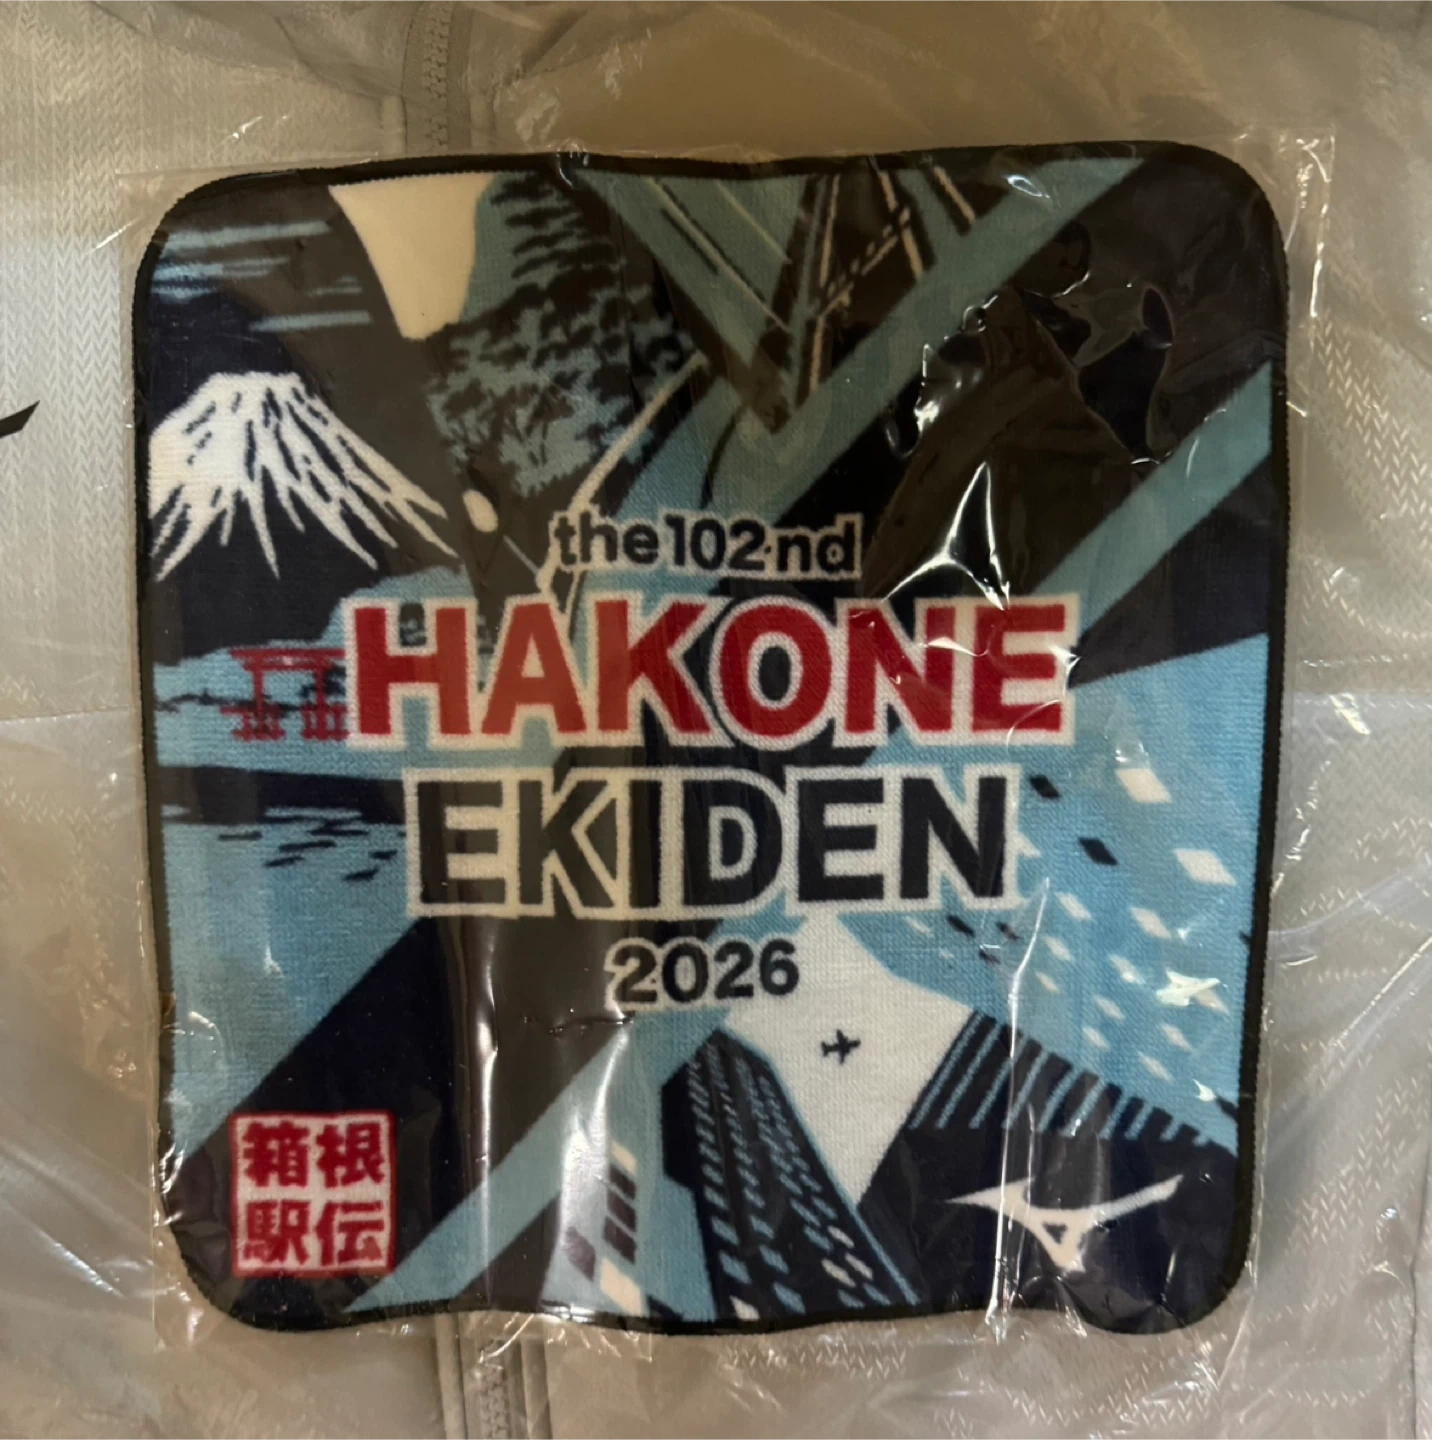 the 102nd
HAKONE
EKIDEN
2026
箱根
駅伝